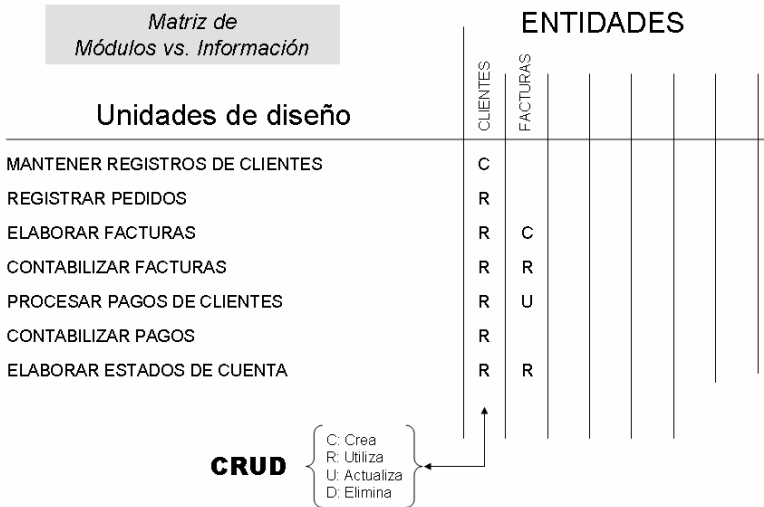 Matriz de
Módulos vs. Información
ENTIDADES
Unidades de diseño
CLIENTES
FACTURAS
MANTENER REGISTROS DE CLIENTES C
REGISTRAR PEDIDOS R
ELABORAR FACTURAS R C
CONTABILIZAR FACTURAS R R
PROCESAR PAGOS DE CLIENTES R U
CONTABILIZAR PAGOS R
ELABORAR ESTADOS DE CUENTA R R
CRUD
C: Crea
R: Utiliza
U: Actualiza
D: Elimina